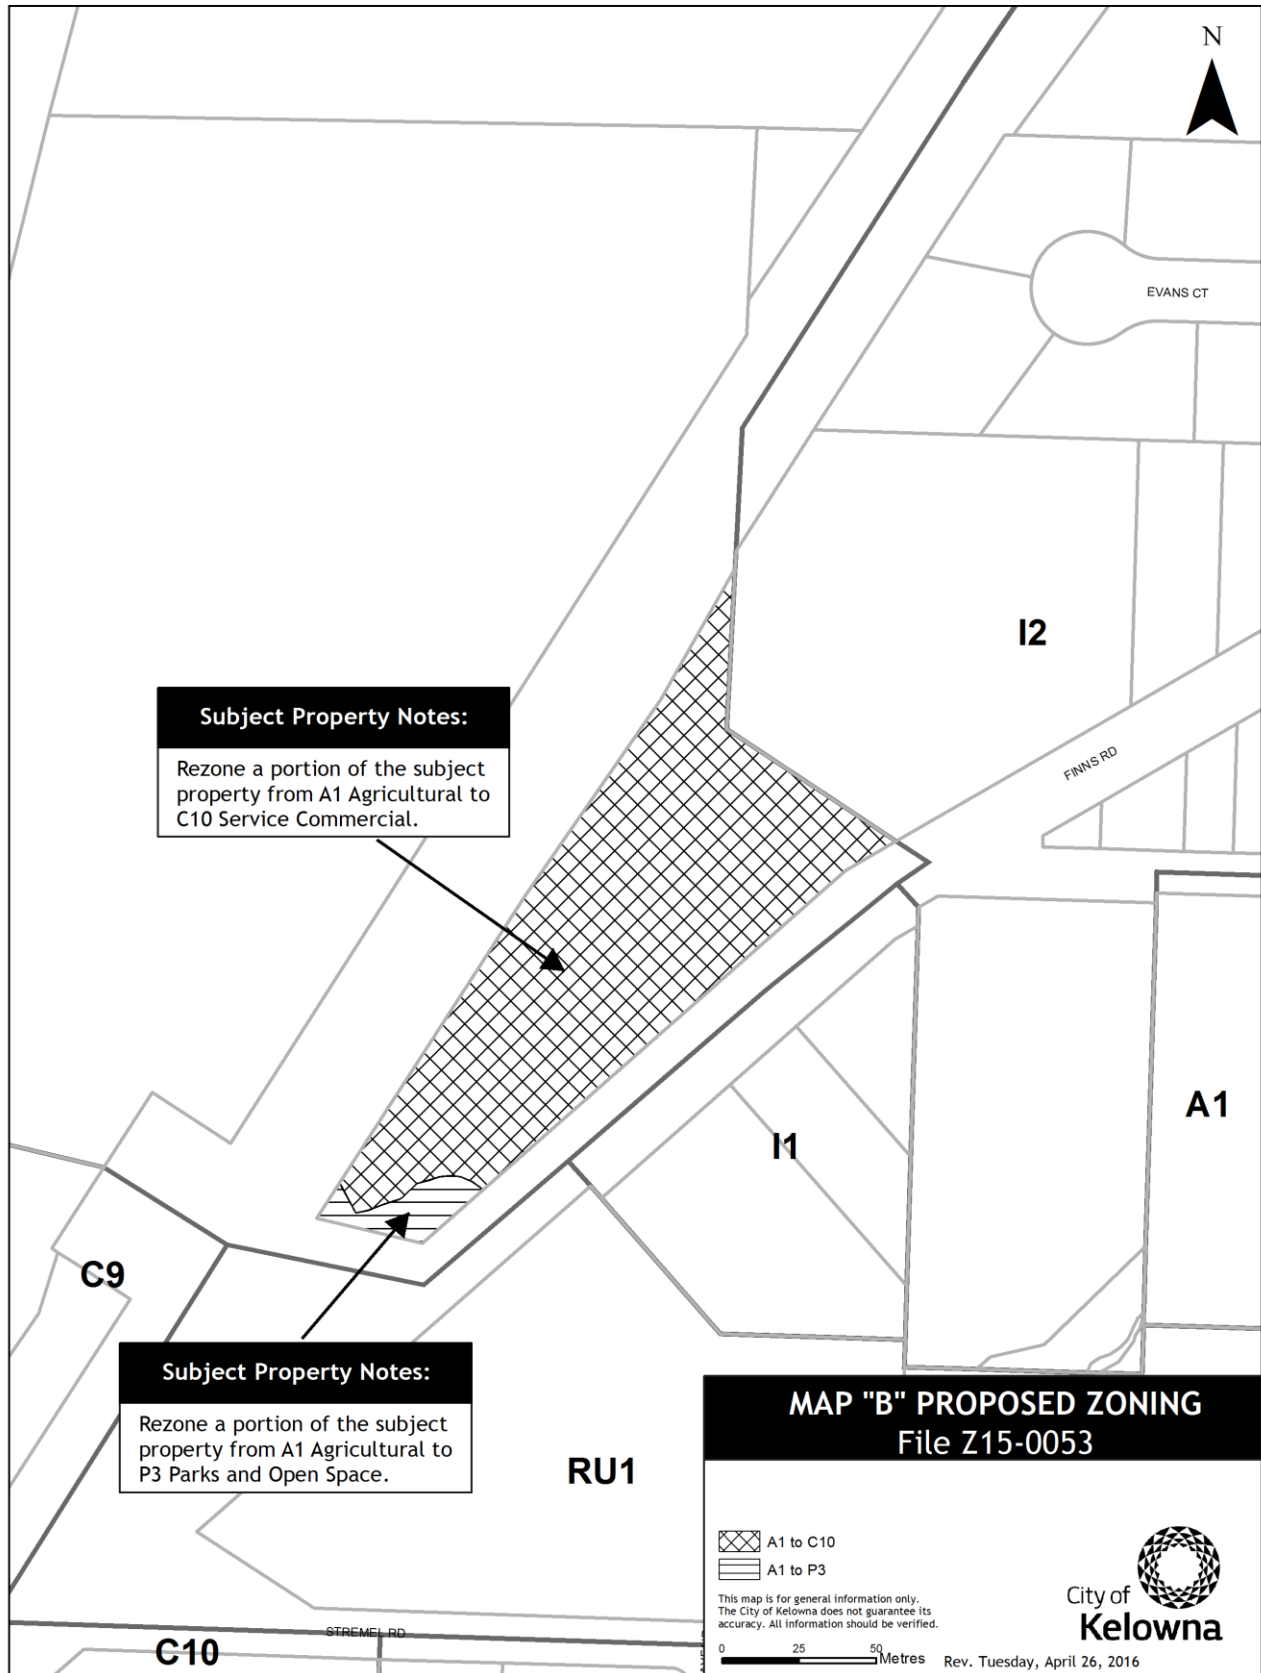 N
EVANS CT
I2
Subject Property Notes:
Rezone a portion of the subject
property from A1 Agricultural to
C10 Service Commercial.
FINNS RD
A1
I1
C9
Subject Property Notes:
Rezone a portion of the subject
property from A1 Agricultural to
P3 Parks and Open Space.
RU1
MAP "B" PROPOSED ZONING
File Z15-0053
A1 to C10
A1 to P3
This map is for general information only.
The City of Kelowna does not guarantee its
accuracy. All information should be verified.
City of
Kelowna
0 25 50 Metres
Rev. Tuesday, April 26, 2016
STREMEL RD
C10